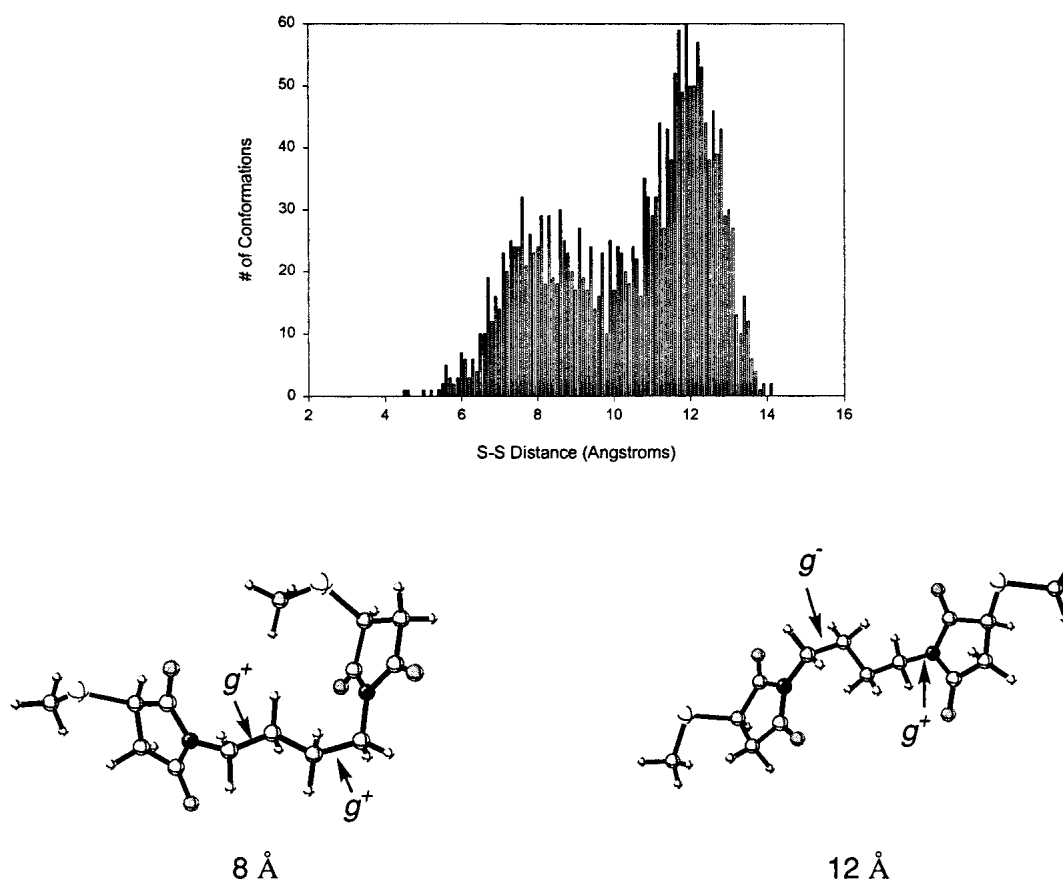 60
50
40
30
20
10
0
# of Conformations
2 4 6 8 10 12 14 16
S-S Distance (Angstroms)
g+
g+
8 Å
g-
g+
12 Å